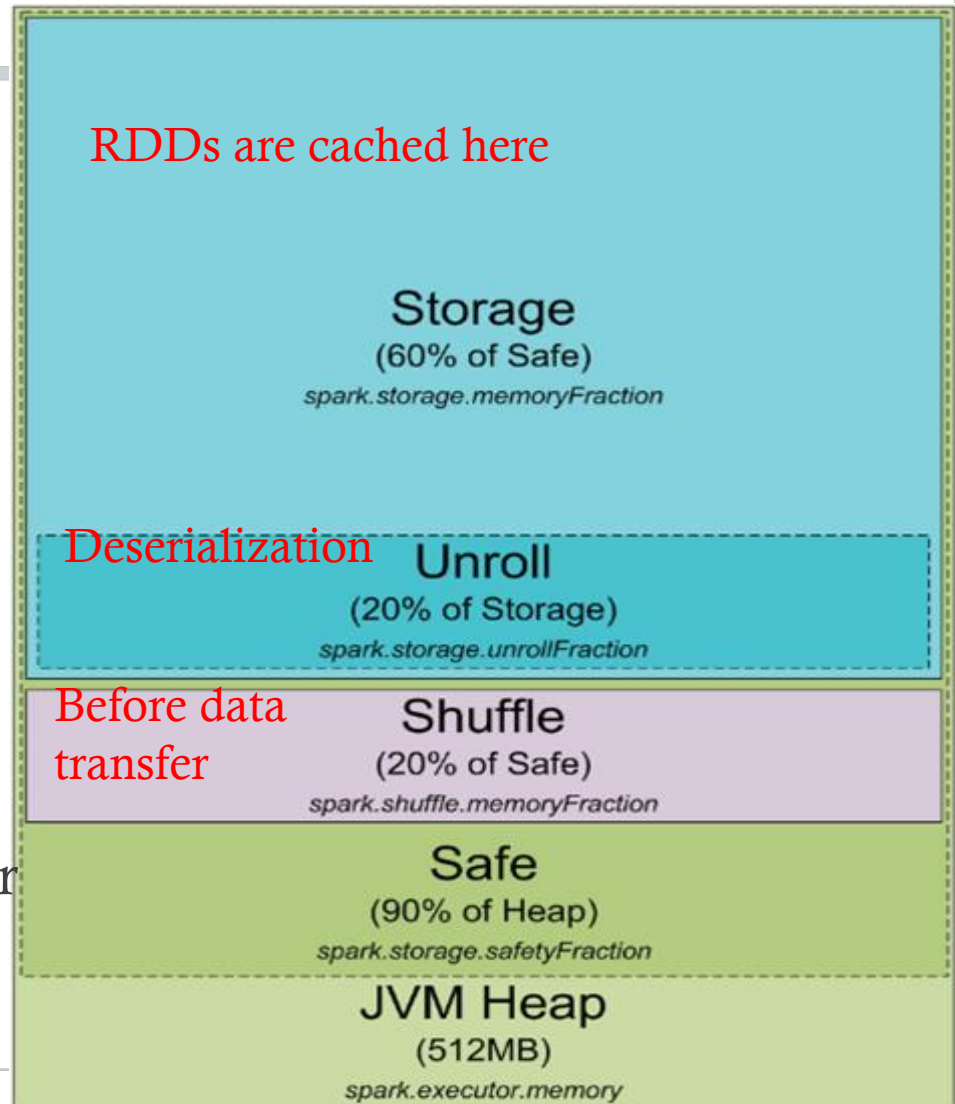 RDDs are cached here
Storage
(60% of Safe)
spark.storage.memoryFraction
Deserialization
Unroll
(20% of Storage)
spark.storage.unrollFraction
Before data
transfer
Shuffle
(20% of Safe)
spark.shuffle.memoryFraction
r
Safe
(90% of Heap)
spark.storage.safetyFraction
JVM Heap
(512MB)
spark.executor.memory